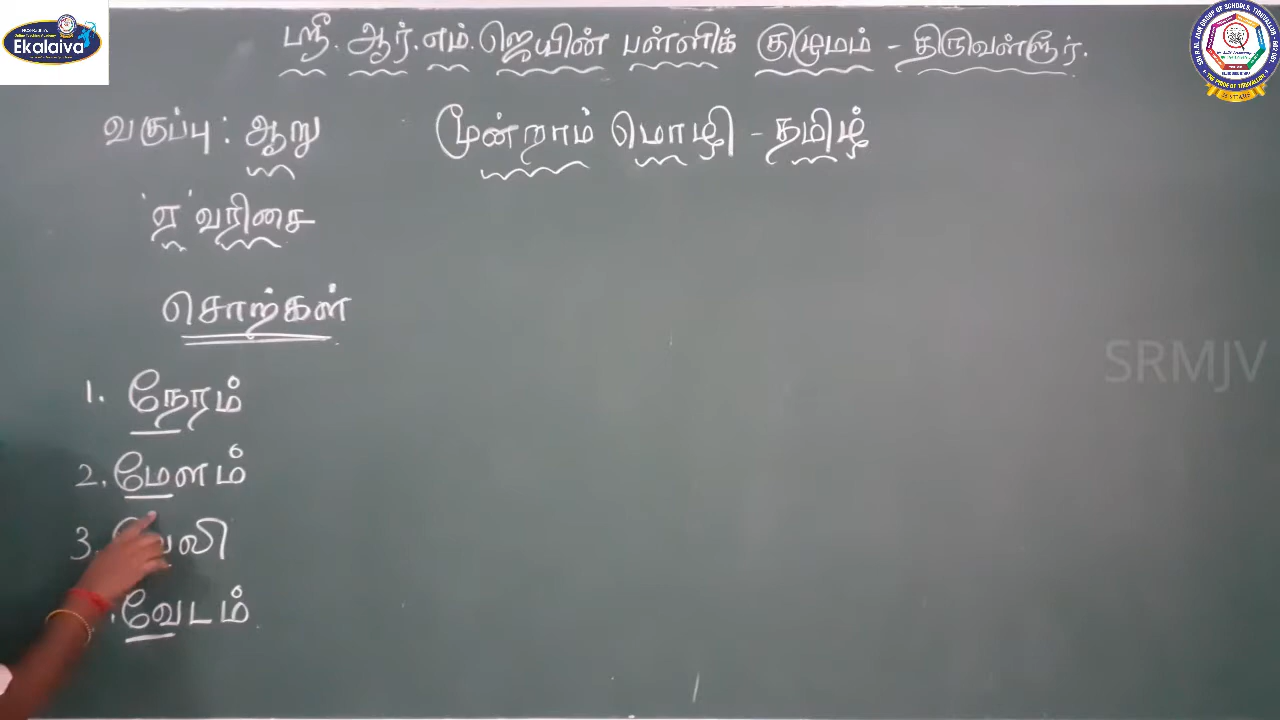 Ekalaiva
ஸ்ரீ. ஆர். எம். ஜெயின் பள்ளிக் குழுமம் - திருவள்ளூர்.
வகுப்பு : ஆறு
மூன்றாம் மொழி - தமிழ்
'ஏ' வரிசை
சொற்கள்
1. நேரம்
2. மேளம்
3. வேலி
வேடம்
SRMJV